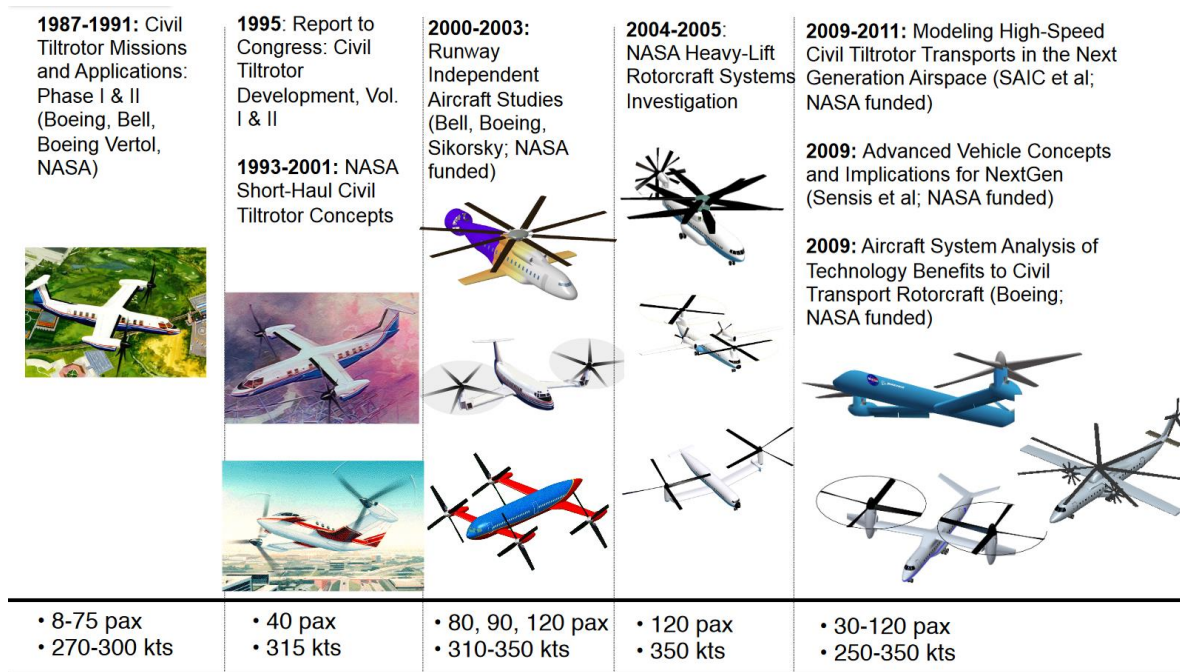 1987-1991: Civil
Tiltrotor Missions
and Applications:
Phase I & II
(Boeing, Bell,
Boeing Vertol,
NASA)
1995: Report to
Congress: Civil
Tiltrotor
Development, Vol.
I & II
1993-2001: NASA
Short-Haul Civil
Tiltrotor Concepts
2000-2003:
Runway
Independent
Aircraft Studies
(Bell, Boeing,
Sikorsky; NASA
funded)
2004-2005:
NASA Heavy-Lift
Rotorcraft Systems
Investigation
2009-2011: Modeling High-Speed
Civil Tiltrotor Transports in the Next
Generation Airspace (SAIC et al;
NASA funded)
2009: Advanced Vehicle Concepts
and Implications for NextGen
(Sensis et al; NASA funded)
2009: Aircraft System Analysis of
Technology Benefits to Civil
Transport Rotorcraft (Boeing;
NASA funded)
• 8-75 pax
• 270-300 kts
• 40 pax
• 315 kts
• 80, 90, 120 pax
• 310-350 kts
• 120 pax
• 350 kts
• 30-120 pax
• 250-350 kts